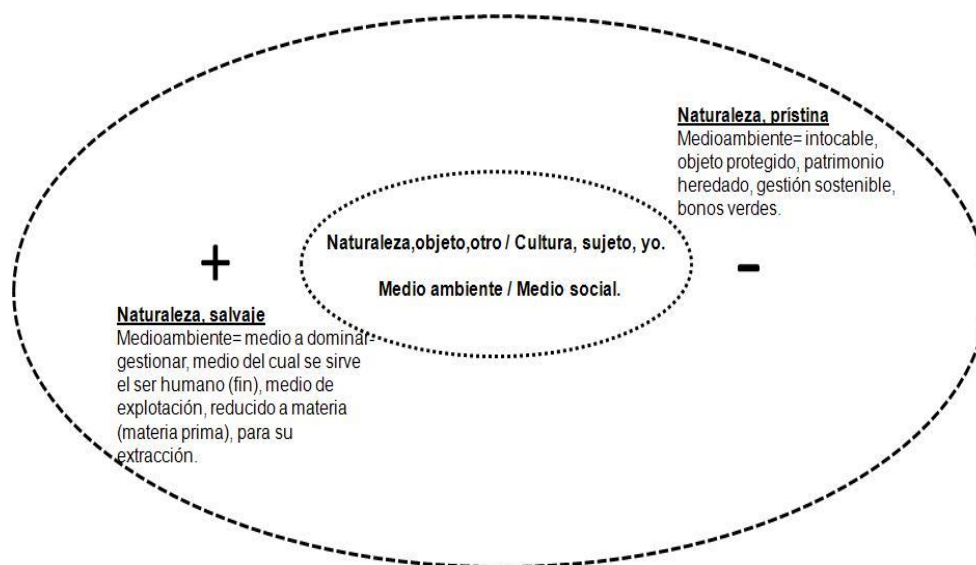 Naturaleza, prístina
Medioambiente= intocable,
objeto protegido, patrimonio
heredado, gestión sostenible,
bonos verdes.
Naturaleza,objeto,otro / Cultura, sujeto, yo.
+
-
Medio ambiente / Medio social.
Naturaleza, salvaje
Medioambiente= medio a dominar-
gestionar, medio del cual se sirve
el ser humano (fin), medio de
explotación, reducido a materia
(materia prima), para su
extracción.